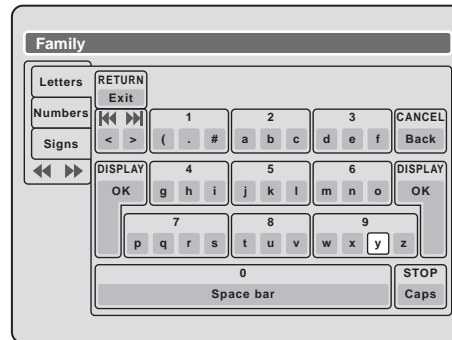 Family
Letters
RETURN
Exit
Numbers
1
2
3
CANCEL
< >
( . #
a b c
d e f
Back
Signs
DISPLAY
4
5
6
DISPLAY
OK
g h i
j k l
m n o
OK
7
8
9
p q r s
t u v
w x y z
0
STOP
Space bar
Caps